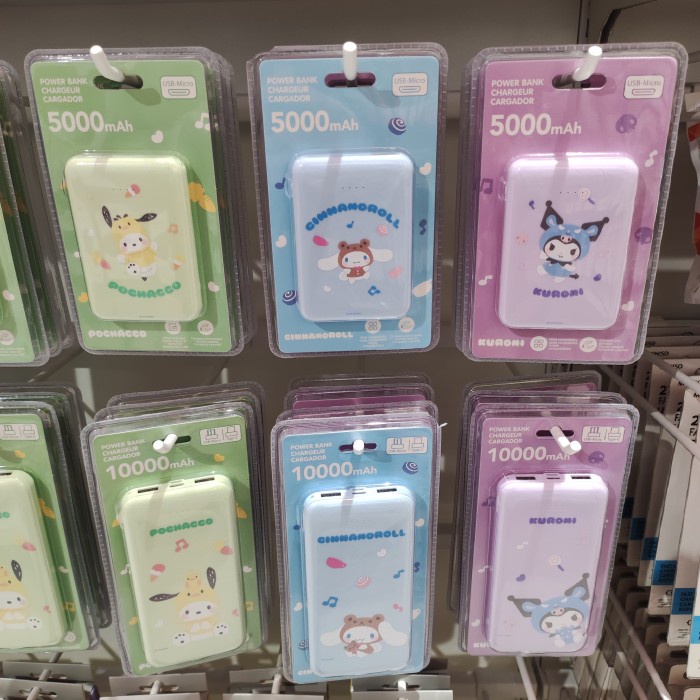 POWER BANK
CHARGEUR
CARGADOR
USB-Micro
5000mAh
POCHACCO
POCHACCO
POWER BANK
CHARGEUR
CARGADOR
USB-Micro
5000mAh
CINNAMOROLL
CINNAMOROLL
POWER BANK
CHARGEUR
CARGADOR
USB-Micro
5000mAh
KUROMI
KUROMI
POWER BANK
CHARGEUR
CARGADOR
10000mAh
POCHACCO
POWER BANK
CHARGEUR
CARGADOR
10000mAh
CINNAMOROLL
POWER BANK
CHARGEUR
CARGADOR
10000mAh
KUROMI